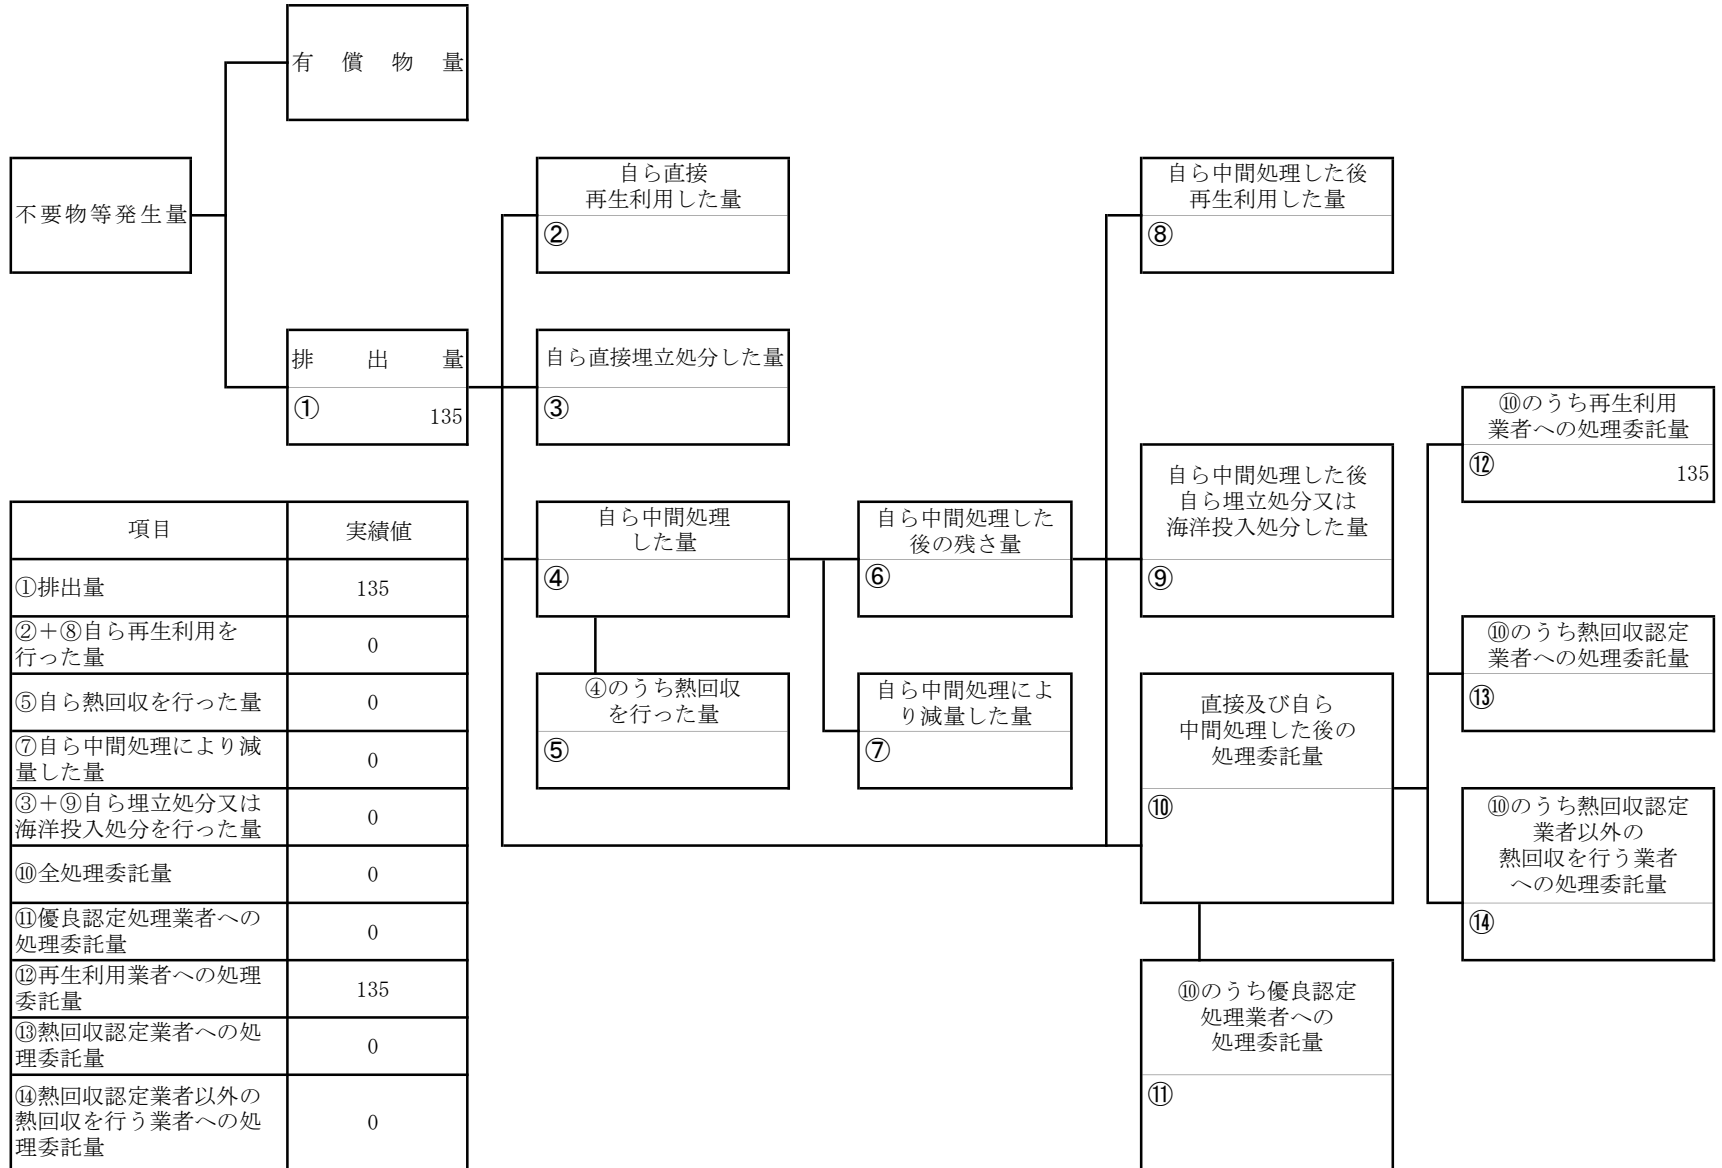 有償物量
不要物等発生量
自ら直接
再生利用した量
②
自ら中間処理した後
再生利用した量
⑧
排出量
①
135
自ら直接埋立処分した量
③
⑩のうち再生利用
業者への処理委託量
⑫
135
自ら中間処理した後
自ら埋立処分又は
海洋投入処分した量
⑨
自ら中間処理
した量
④
自ら中間処理した
後の残さ量
⑥
⑩のうち熱回収認定
業者への処理委託量
⑬
④のうち熱回収
を行った量
⑤
自ら中間処理によ
り減量した量
⑦
直接及び自ら
中間処理した後の
処理委託量
⑩
⑩のうち熱回収認定
業者以外の
熱回収を行う業者
への処理委託量
⑭
⑩のうち優良認定
処理業者への
処理委託量
⑪
項目 実績値
①排出量 135
②+⑧自ら再生利用を
行った量 0
⑤自ら熱回収を行った量 0
⑦自ら中間処理により減
量した量 0
③+⑨自ら埋立処分又は
海洋投入処分を行った量 0
⑩全処理委託量 0
⑪優良認定処理業者への
処理委託量 0
⑫再生利用業者への処理
委託量 135
⑬熱回収認定業者への処
理委託量 0
⑭熱回収認定業者以外の
熱回収を行う業者への処
理委託量 0